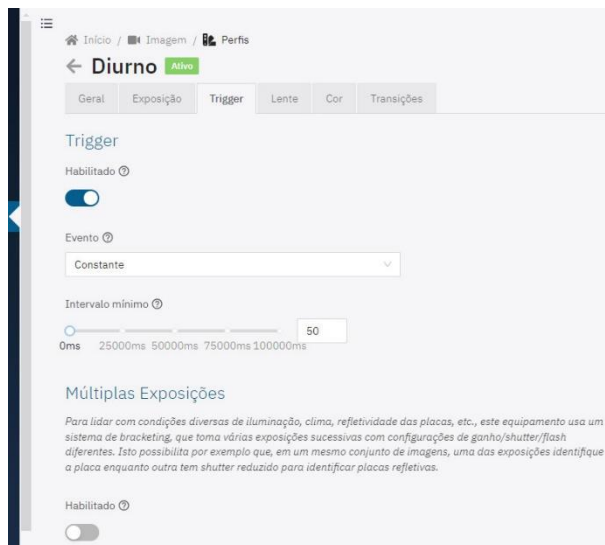 Início / Imagem / Perfis
Diurno Ativo
Geral Exposição Trigger Lente Cor Transições
Trigger
Habilitado
Evento
Constante
Intervalo mínimo
50
0ms 25000ms 50000ms 75000ms 100000ms
Múltiplas Exposições
Para lidar com condições diversas de iluminação, clima, refletividade das placas, etc., este equipamento usa um
sistema de bracketing, que toma várias exposições sucessivas com configurações de ganho/shutter/flash
diferentes. Isto possibilita por exemplo que, em um mesmo conjunto de imagens, uma das exposições identifique
a placa enquanto outra tem shutter reduzido para identificar placas refletivas.
Habilitado